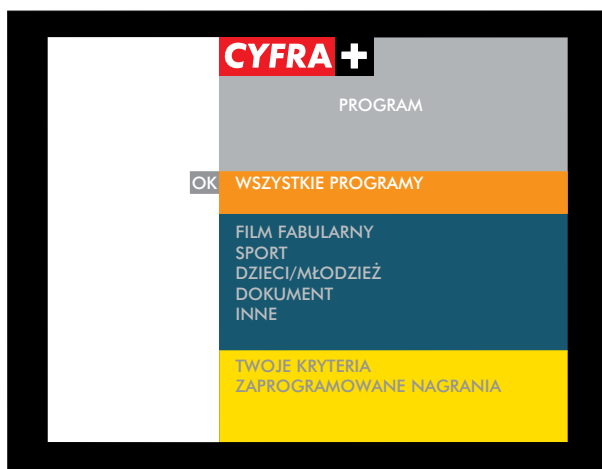 CYFRA +
PROGRAM
OK WSZYSTKIE PROGRAMY
FILM FABULARNY
SPORT
DZIECI/MŁODZIEŻ
DOKUMENT
INNE
TWOJE KRYTERIA
ZAPROGRAMOWANE NAGRANIA